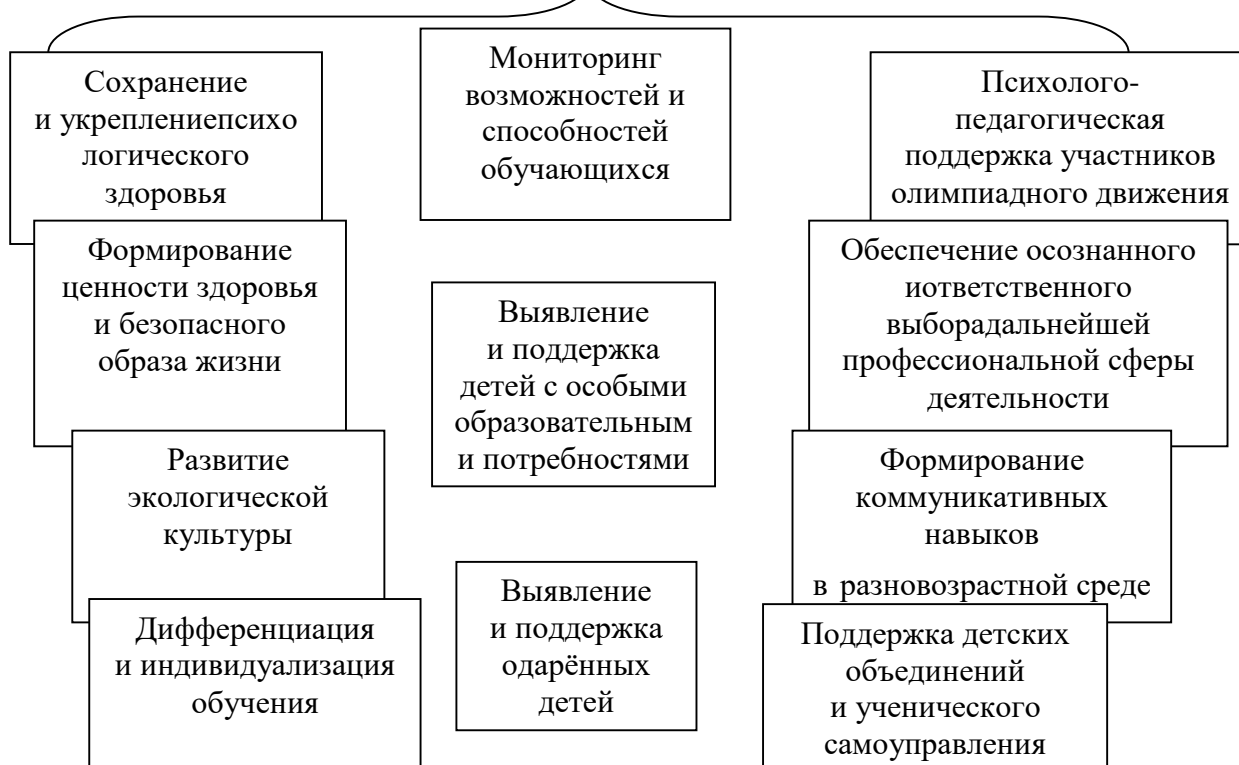 Сохранение
и укреплениепсихо
логического
здоровья
Формирование
ценности здоровья
и безопасного
образа жизни
Развитие
экологической
культуры
Дифференциация
и индивидуализация
обучения
Мониторинг
возможностей и
способностей
обучающихся
Выявление
и поддержка
детей с особыми
образовательным
и потребностями
Выявление
и поддержка
одарённых
детей
Психолого-
педагогическая
поддержка участников
олимпиадного движения
Обеспечение осознанного
иответственного
выборадальнейшей
профессиональной сферы
деятельности
Формирование
коммуникативных
навыков
в разновозрастной среде
Поддержка детских
объединений
и ученического
самоуправления